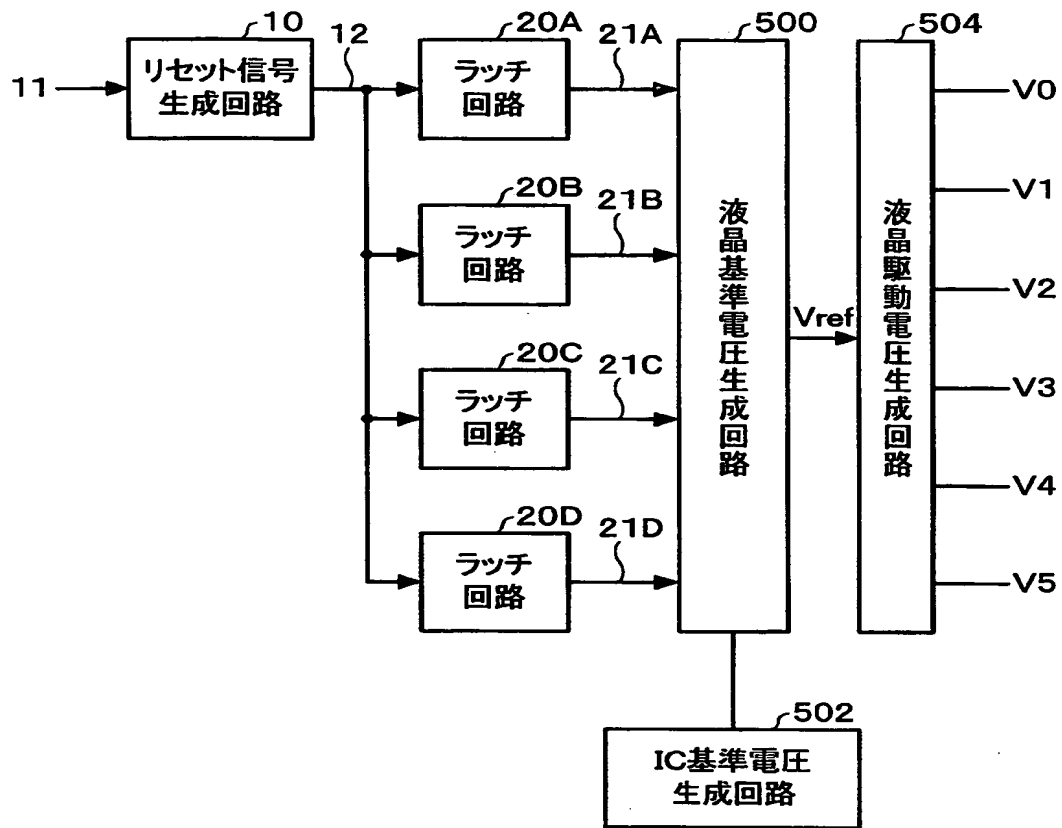 10
12
20A
21A
500
504
11
リセット信号
生成回路
ラッチ
回路
V0
20B
21B
ラッチ
回路
V1
液晶基準電圧生成回路
液晶駆動電圧生成回路
V2
Vref
20C
21C
ラッチ
回路
V3
V4
20D
21D
ラッチ
回路
V5
502
IC基準電圧
生成回路